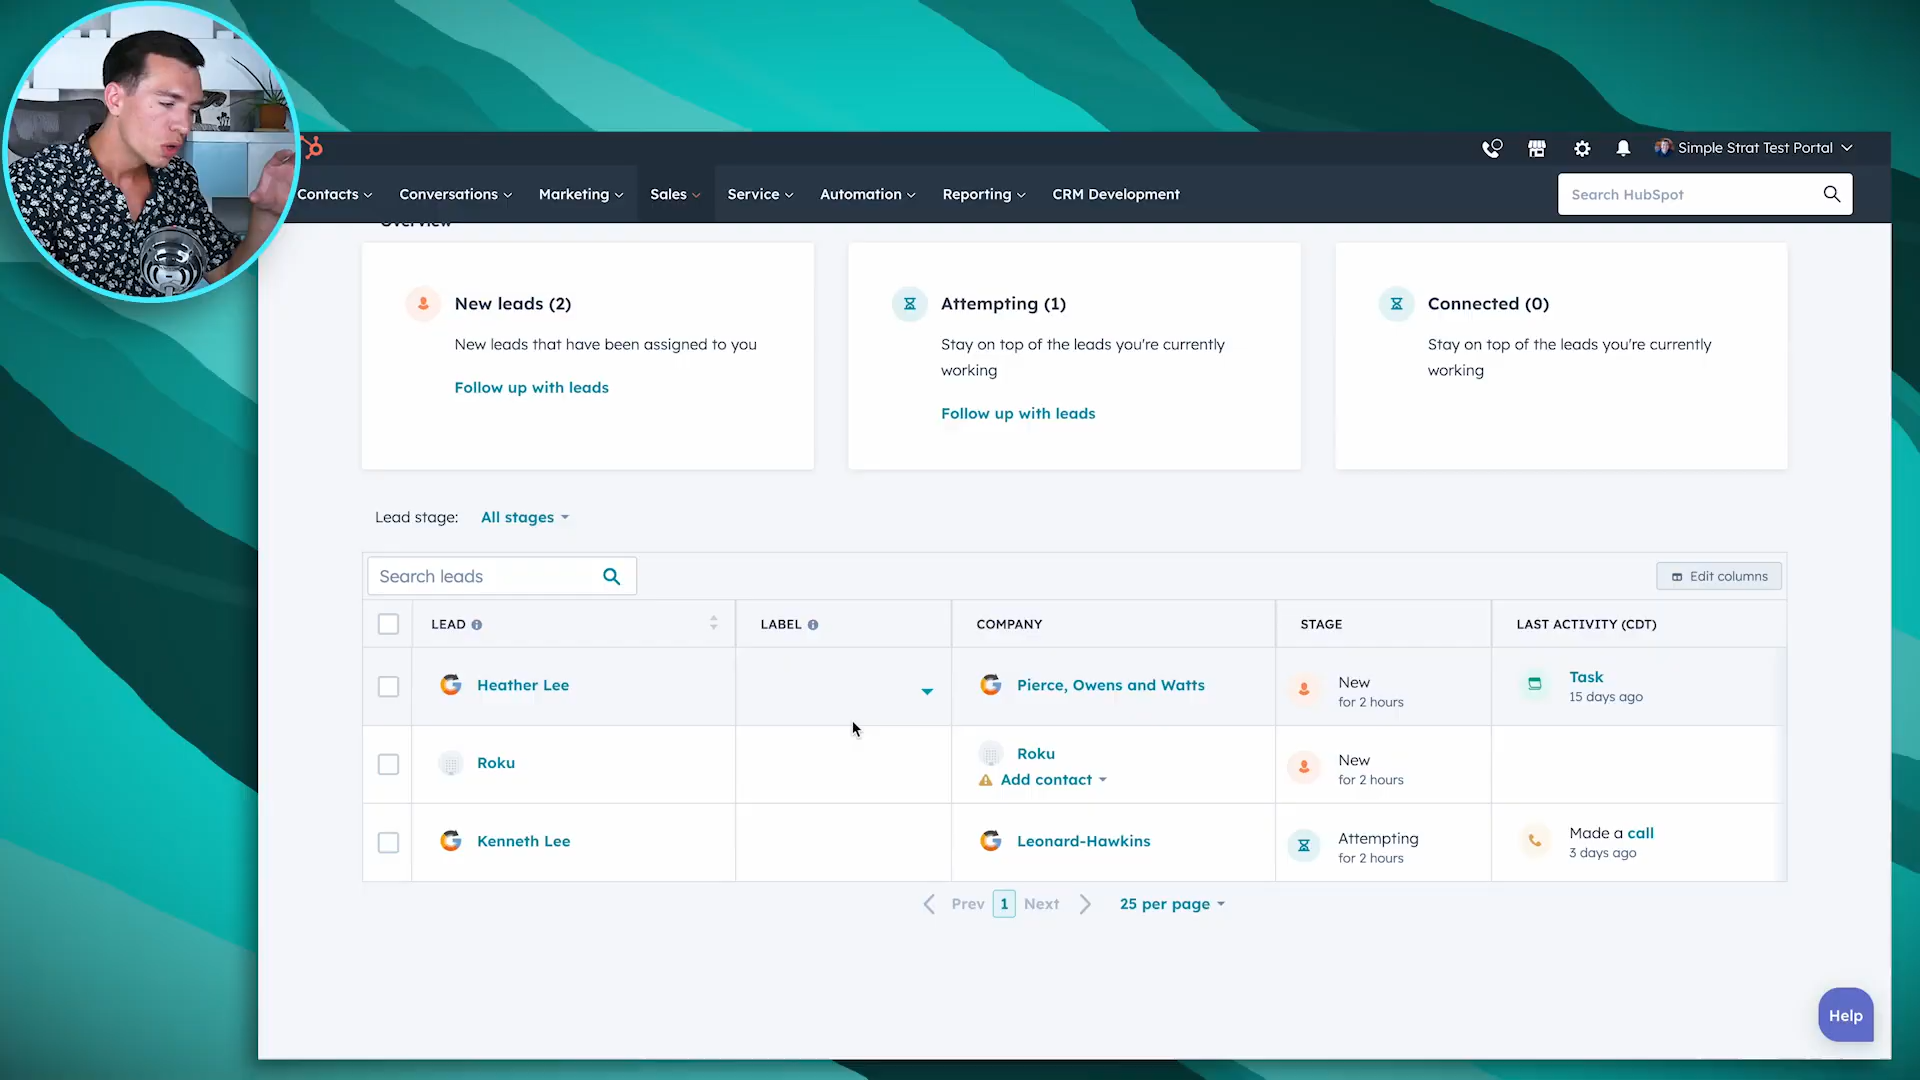 Simple Strat Test Portal
Contacts
Conversations
Marketing
Sales
Service
Automation
Reporting
CRM Development
Search HubSpot
Overview
New leads (2)
New leads that have been assigned to you
Follow up with leads
Attempting (1)
Stay on top of the leads you're currently
working
Follow up with leads
Connected (0)
Stay on top of the leads you're currently
working
Lead stage: All stages
Search leads
Edit columns
LEAD LABEL COMPANY STAGE LAST ACTIVITY (CDT)
Heather Lee
Pierce, Owens and Watts
New
for 2 hours
Task
15 days ago
Roku
Roku
Add contact
New
for 2 hours
Kenneth Lee
Leonard-Hawkins
Attempting
for 2 hours
Made a call
3 days ago
Prev 1 Next 25 per page
Help